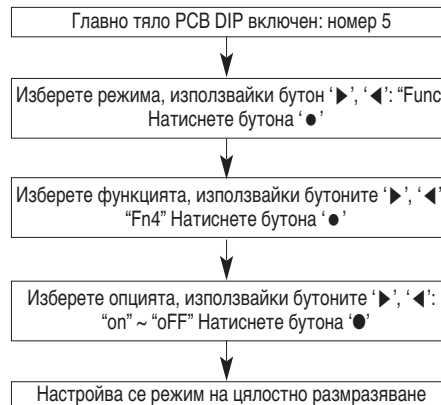 Главно тяло PCB DIP включен: номер 5
Изберете режима, използвайки бутон ‘▶’, ‘◀’: “Func
Натиснете бутона ‘●’
Изберете функцията, използвайки бутоните ‘▶’, ‘◀’
“Fn4” Натиснете бутона ‘●’
Изберете опцията, използвайки бутоните ‘▶’, ‘◀’:
“on” ~ “oFF” Натиснете бутона ‘●’
Настройва се режим на цялостно размразяване